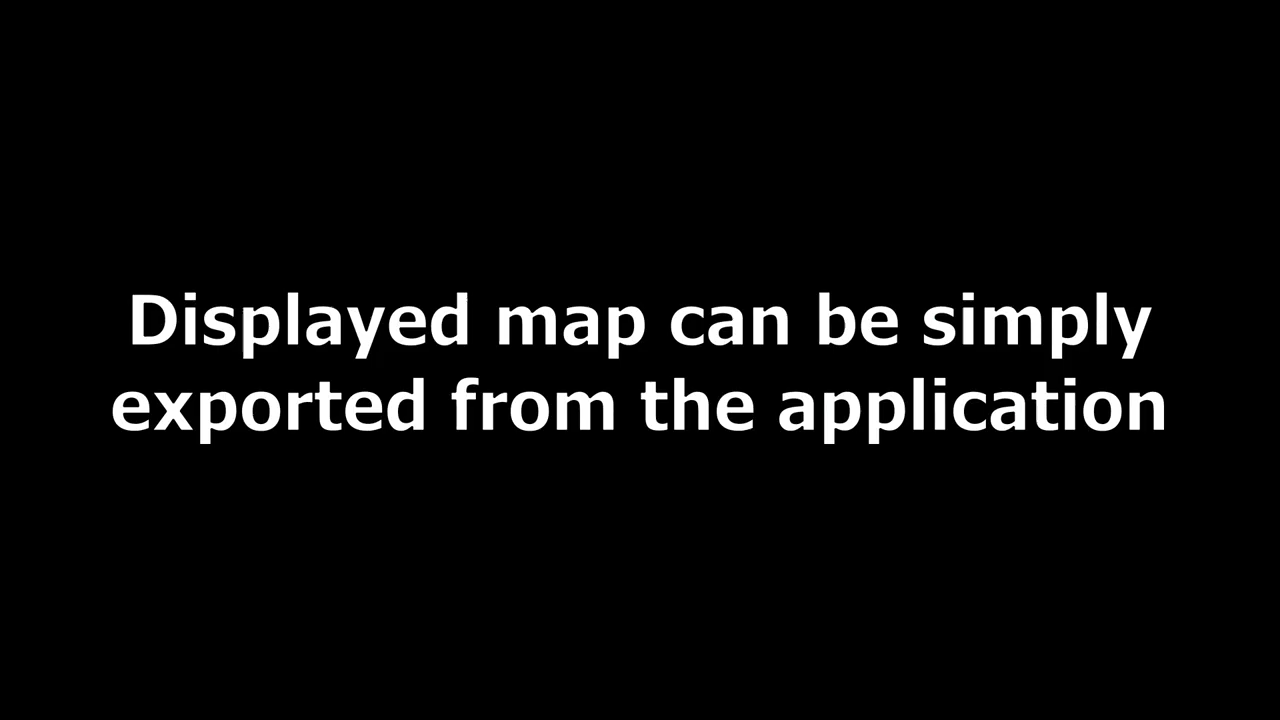 Displayed map can be simply
exported from the application